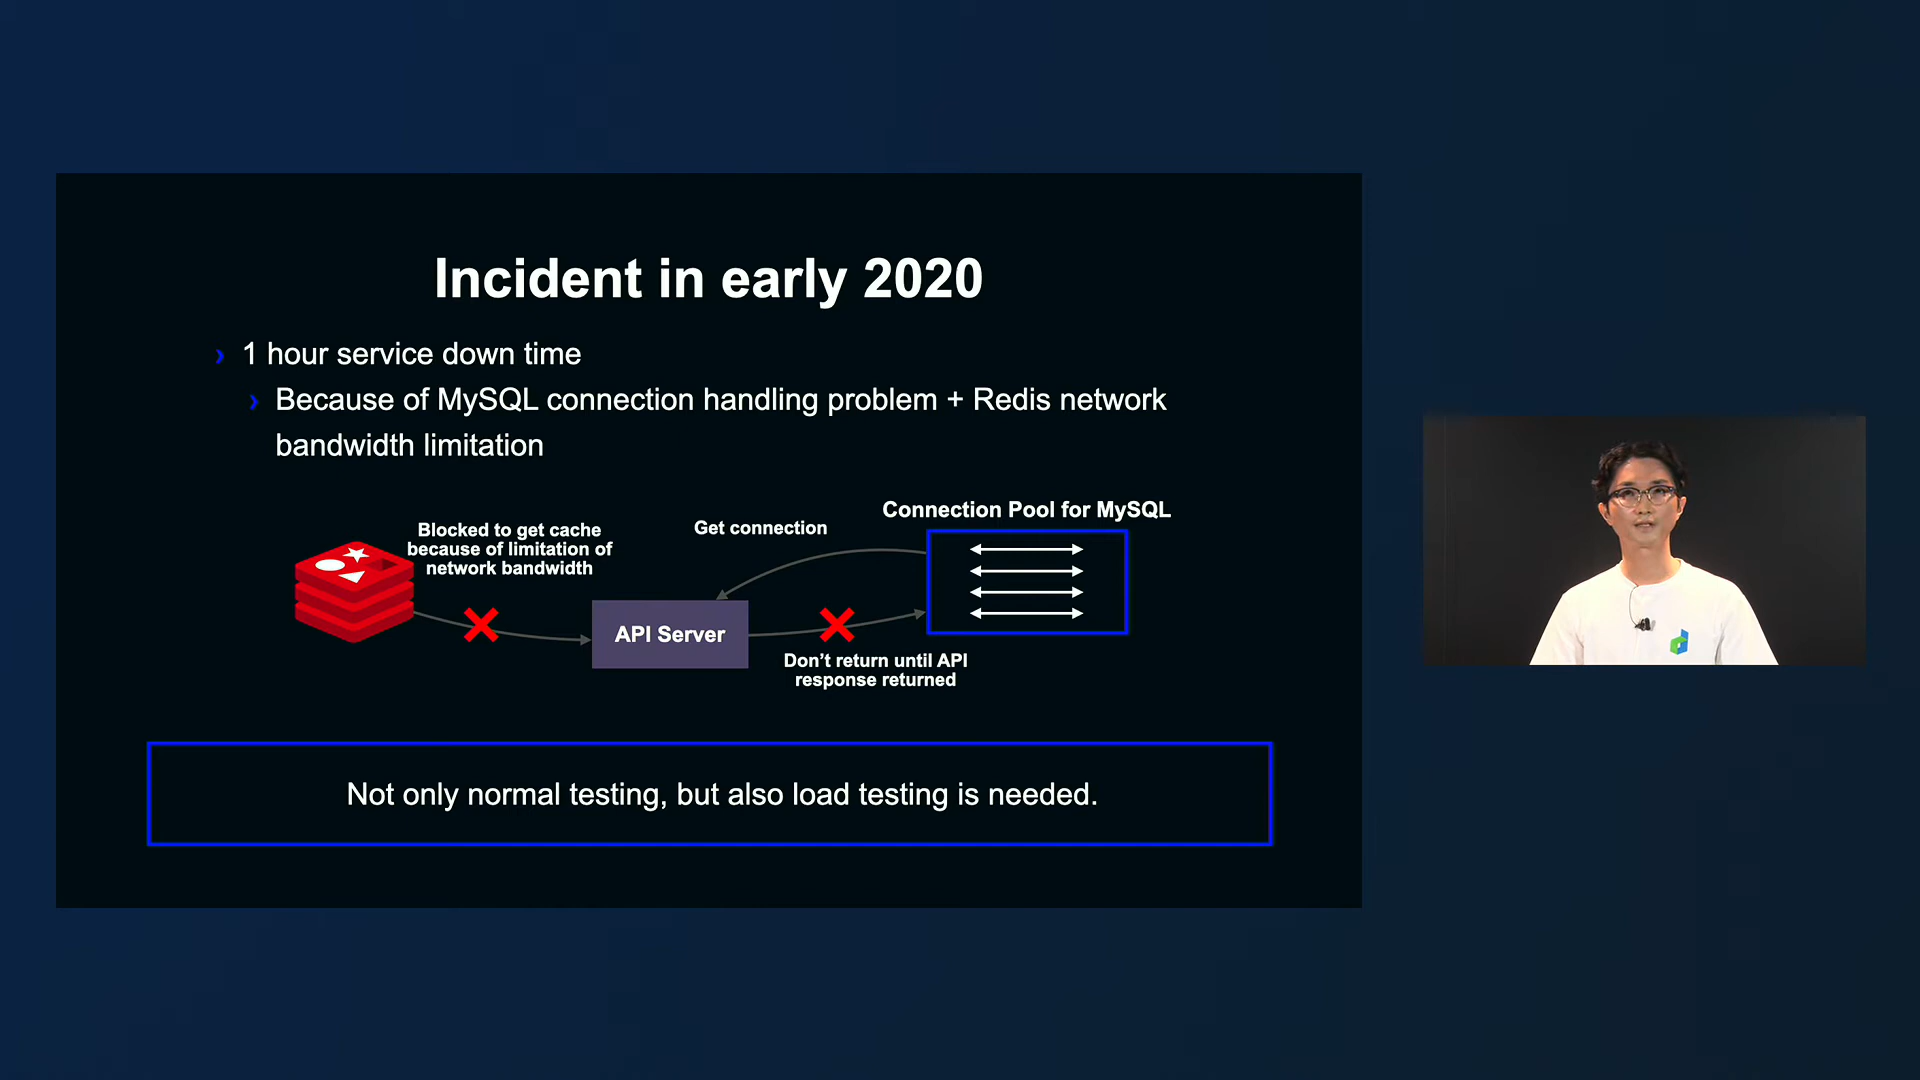 Incident in early 2020
1 hour service down time
Because of MySQL connection handling problem + Redis network
bandwidth limitation
Blocked to get cache
because of limitation of
network bandwidth
Get connection
Connection Pool for MySQL
API Server
Don’t return until API
response returned
Not only normal testing, but also load testing is needed.